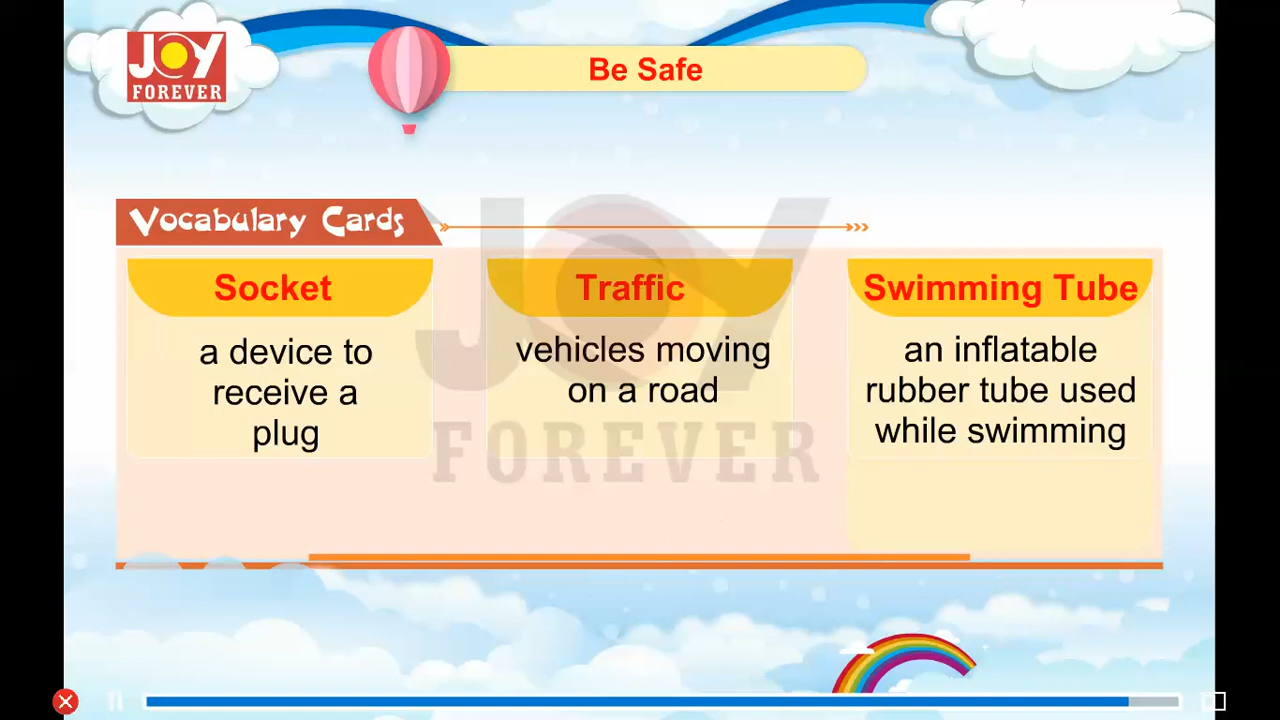 JOY
FOREVER
Be Safe
Vocabulary Cards
Socket
a device to
receive a
plug
Traffic
vehicles moving
on a road
Swimming Tube
an inflatable
rubber tube used
while swimming
JOY
FOREVER